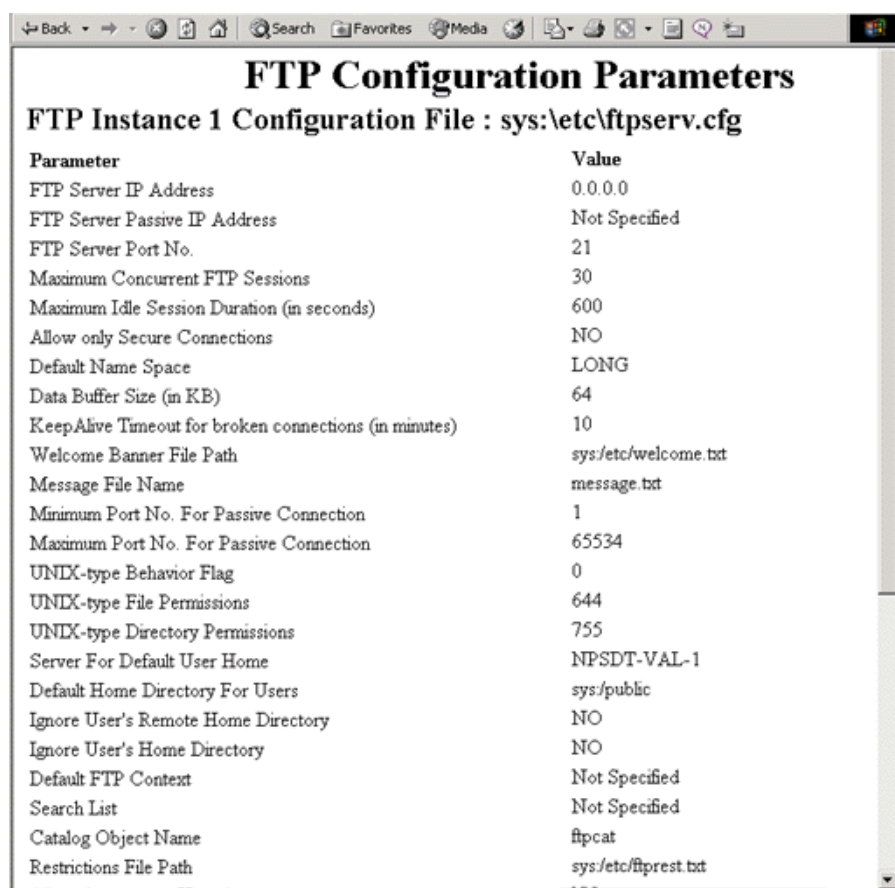 Back Search Favorites Media
FTP Configuration Parameters
FTP Instance 1 Configuration File : sys:\etc\ftpserv.cfg
Parameter Value
FTP Server IP Address 0.0.0.0
FTP Server Passive IP Address Not Specified
FTP Server Port No. 21
Maximum Concurrent FTP Sessions 30
Maximum Idle Session Duration (in seconds) 600
Allow only Secure Connections NO
Default Name Space LONG
Data Buffer Size (in KB) 64
KeepAlive Timeout for broken connections (in minutes) 10
Welcome Banner File Path sys:/etc/welcome.txt
Message File Name message.txt
Minimum Port No. For Passive Connection 1
Maximum Port No. For Passive Connection 65534
UNIX-type Behavior Flag 0
UNIX-type File Permissions 644
UNIX-type Directory Permissions 755
Server For Default User Home NPSDT-VAL-1
Default Home Directory For Users sys:/public
Ignore User's Remote Home Directory NO
Ignore User's Home Directory NO
Default FTP Context Not Specified
Search List Not Specified
Catalog Object Name ftpcat
Restrictions File Path sys:/etc/ftprest.txt